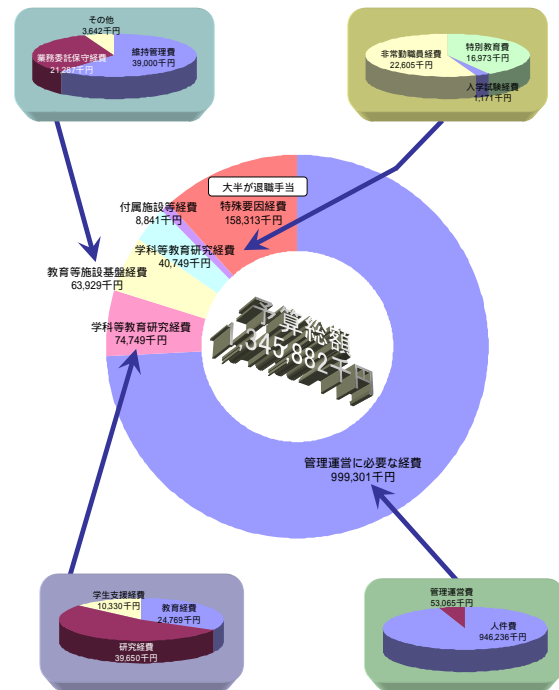 その他
3,642千円
業務委託保守経費
21,287千円
維持管理費
39,000千円
非常勤職員経費
22,605千円
特別教育費
16,973千円
入学試験経費
1,171千円
大半が退職手当
特殊要因経費
158,313千円
付属施設等経費
8,841千円
学科等教育研究経費
40,749千円
教育等施設基盤経費
63,929千円
学科等教育研究経費
74,749千円
予算総額
1,345,882千円
管理運営に必要な経費
999,301千円
学生支援経費
10,330千円
教育経費
24,769千円
研究経費
39,650千円
管理運営費
53,065千円
人件費
946,236千円